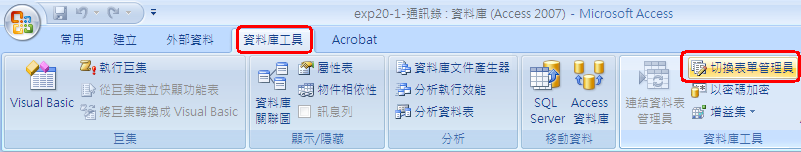 exp20-1-通訊錄 : 資料庫 (Access 2007) - Microsoft Access
常用 建立 外部資料 資料庫工具 Acrobat
Visual Basic
執行巨集
從巨集建立快顯功能表
將巨集轉換成 Visual Basic
巨集
資料庫
關聯圖
屬性表
物件相依性
訊息列
顯示/隱藏
資料庫文件產生器
分析執行效能
分析資料表
分析
SQL
Server
Access
資料庫
移動資料
連結資料表
管理員
切換表單管理員
以密碼加密
增益集
資料庫工具